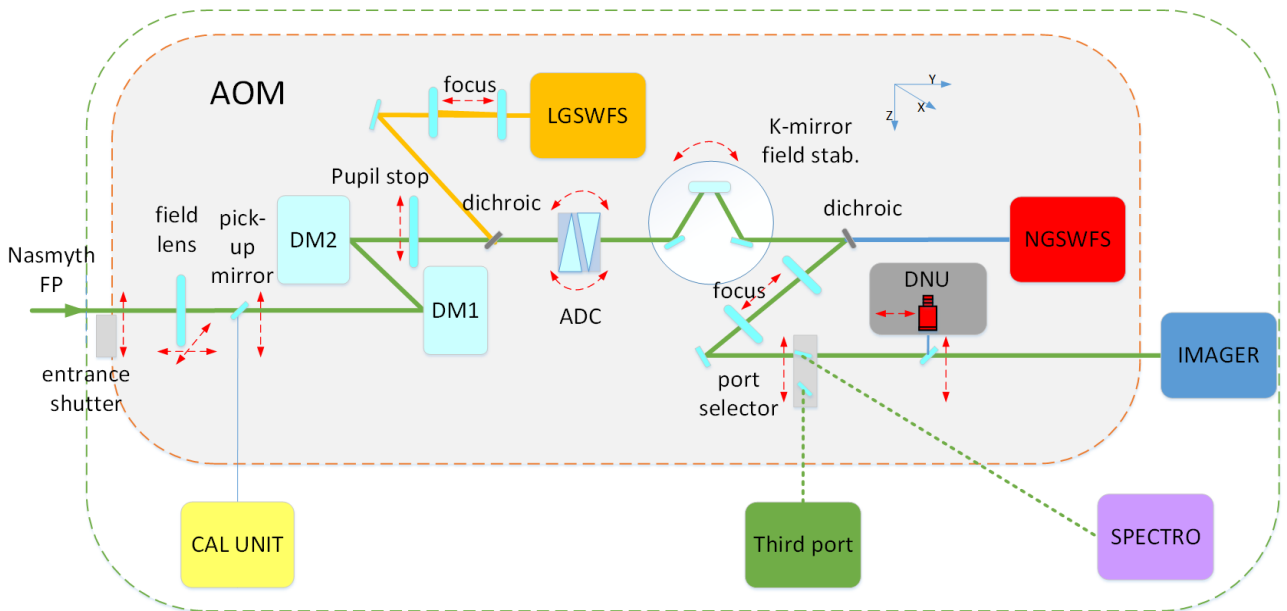 AOM
focus
LGSWFS
Y
X
Z
K-mirror
field stab.
Pupil stop
dichroic
dichroic
field
lens
pick-
up
mirror
DM2
NGSWFS
Nasmyth
FP
DM1
ADC
focus
DNU
IMAGER
entrance
shutter
port
selector
CAL UNIT
Third port
SPECTRO